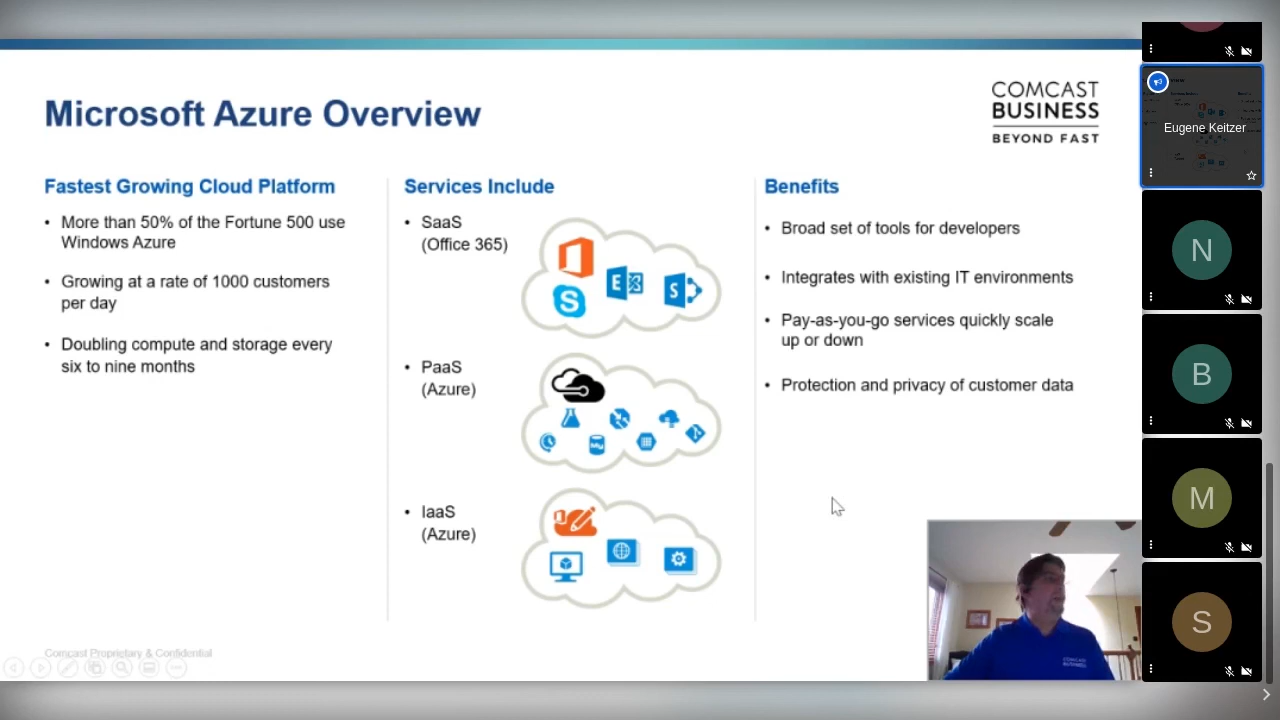 Microsoft Azure Overview
COMCAST
BUSINESS
BEYOND FAST
Fastest Growing Cloud Platform
• More than 50% of the Fortune 500 use
Windows Azure
• Growing at a rate of 1000 customers
per day
• Doubling compute and storage every
six to nine months
Services Include
• SaaS
(Office 365)
S
E
S
• PaaS
(Azure)
• IaaS
(Azure)
Benefits
• Broad set of tools for developers
• Integrates with existing IT environments
• Pay-as-you-go services quickly scale
up or down
• Protection and privacy of customer data
Comcast Proprietary & Confidential
COMCAST
BUSINESS
Eugene Keitzer
N
B
M
S